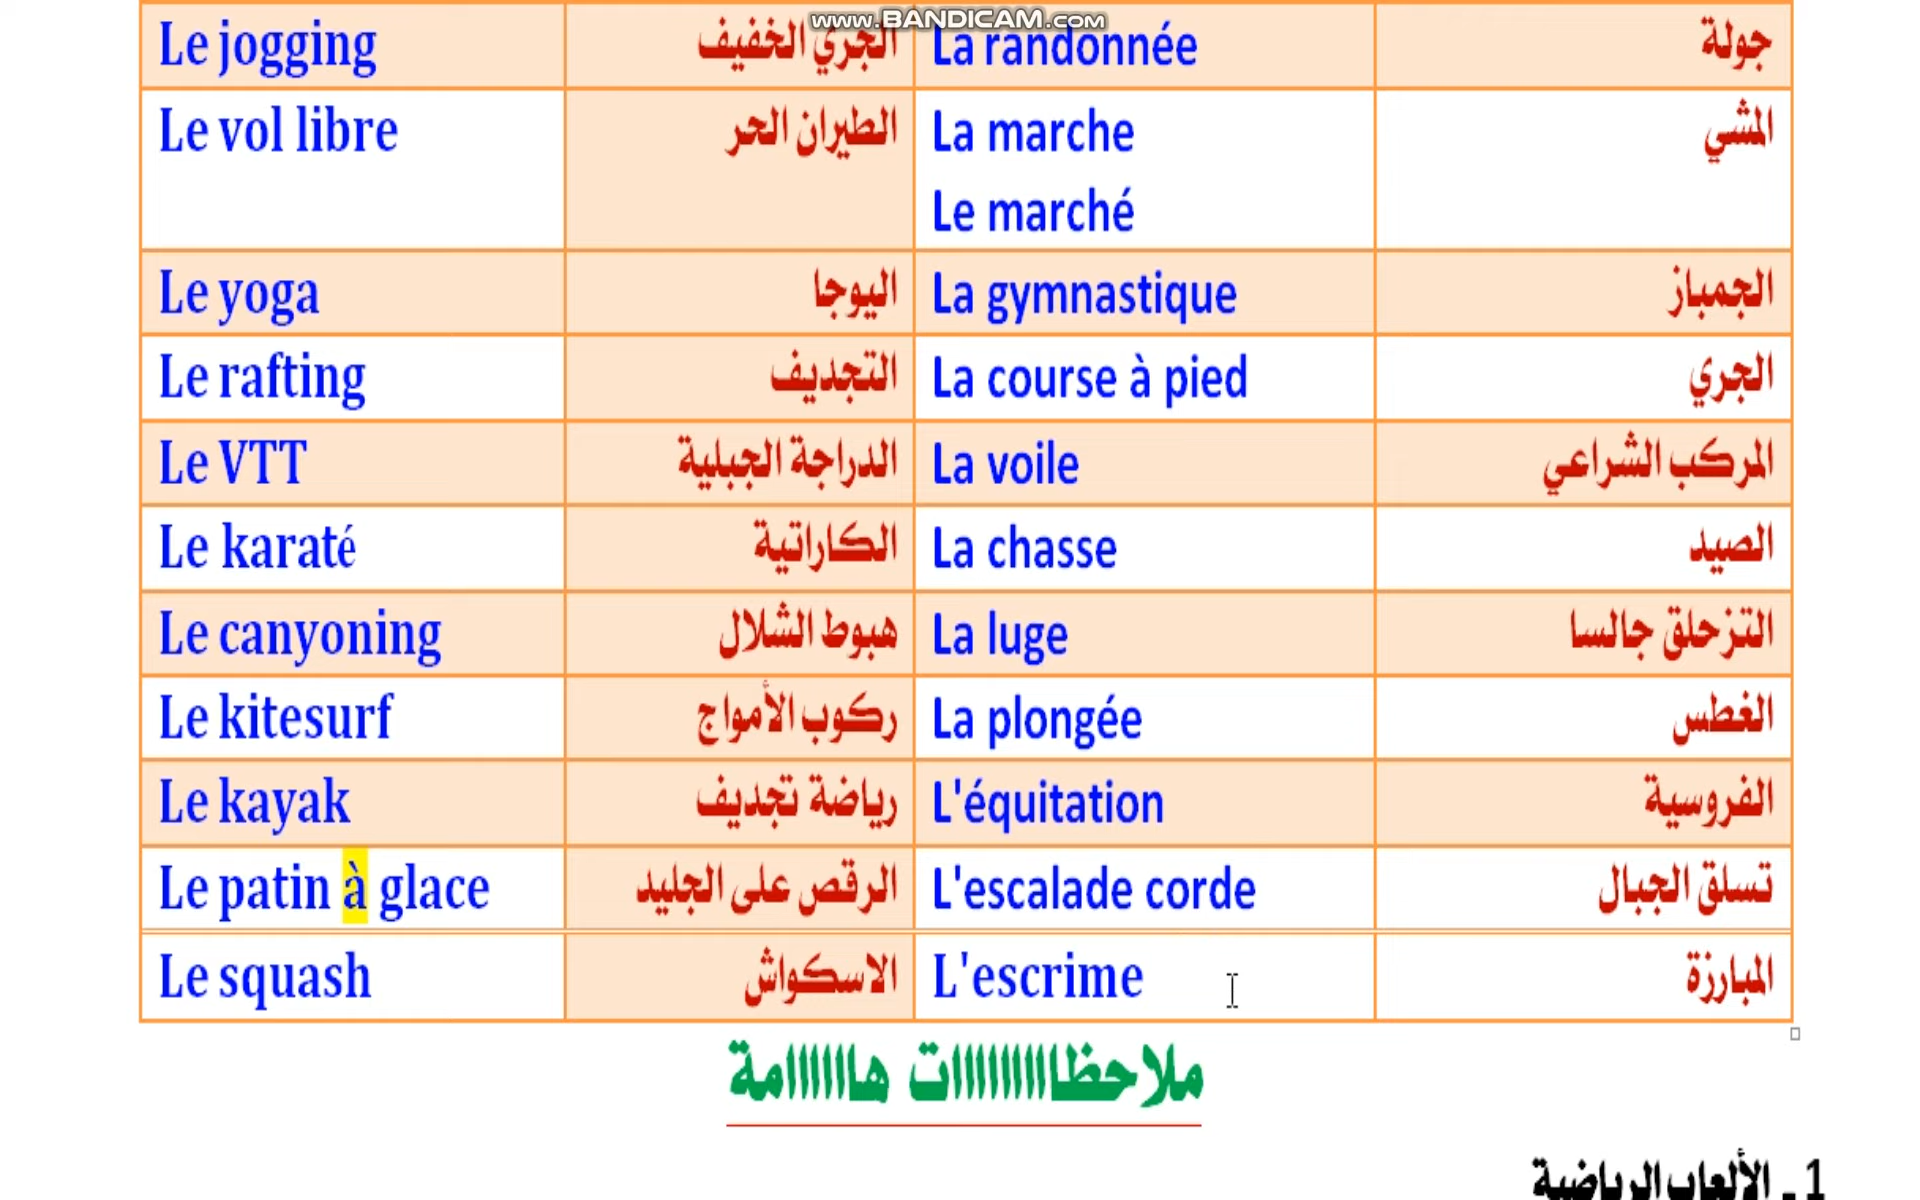 www.BANDICAM.com
Le jogging الجري الخفيف La randonnée جولة
Le vol libre الطيران الحر La marche المشي
Le marché
Le yoga اليوجا La gymnastique الجمباز
Le rafting التجديف La course à pied الجري
Le VTT الدراجة الجبلية La voile المركب الشراعي
Le karaté الكاراتية La chasse الصيد
Le canyoning هبوط الشلال La luge التزحلق جالسا
Le kitesurf ركوب الأمواج La plongée الغطس
Le kayak رياضة تجديف L'équitation الفروسية
Le patin à glace الرقص على الجليد L'escalade corde تسلق الجبال
Le squash الاسكواش L'escrime المبارزة
ملاحظاااااااااات هااااااامة
1 ـ الألعاب الرياضية